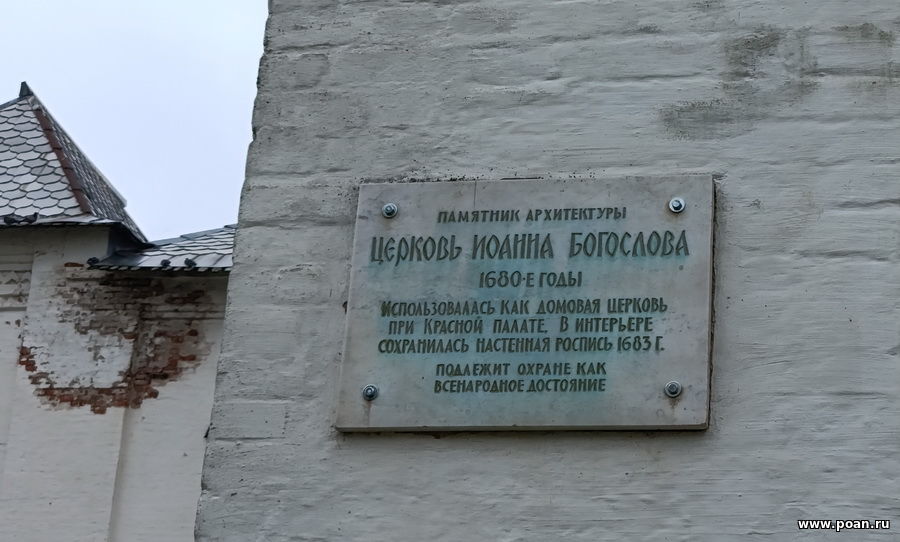 ПАМЯТНИК АРХИТЕКТУРЫ
ЦЕРКОВЬ ИОАННА БОГОСЛОВА
1680-Е ГОДЫ
ИСПОЛЬЗОВАЛАСЬ КАК ДОМОВАЯ ЦЕРКОВЬ
ПРИ КРАСНОЙ ПАЛАТЕ. В ИНТЕРЬЕРЕ
СОХРАНИЛАСЬ НАСТЕННАЯ РОСПИСЬ 1683 Г.
ПОДЛЕЖИТ ОХРАНЕ КАК
ВСЕНАРОДНОЕ ДОСТОЯНИЕ
www.poan.ru